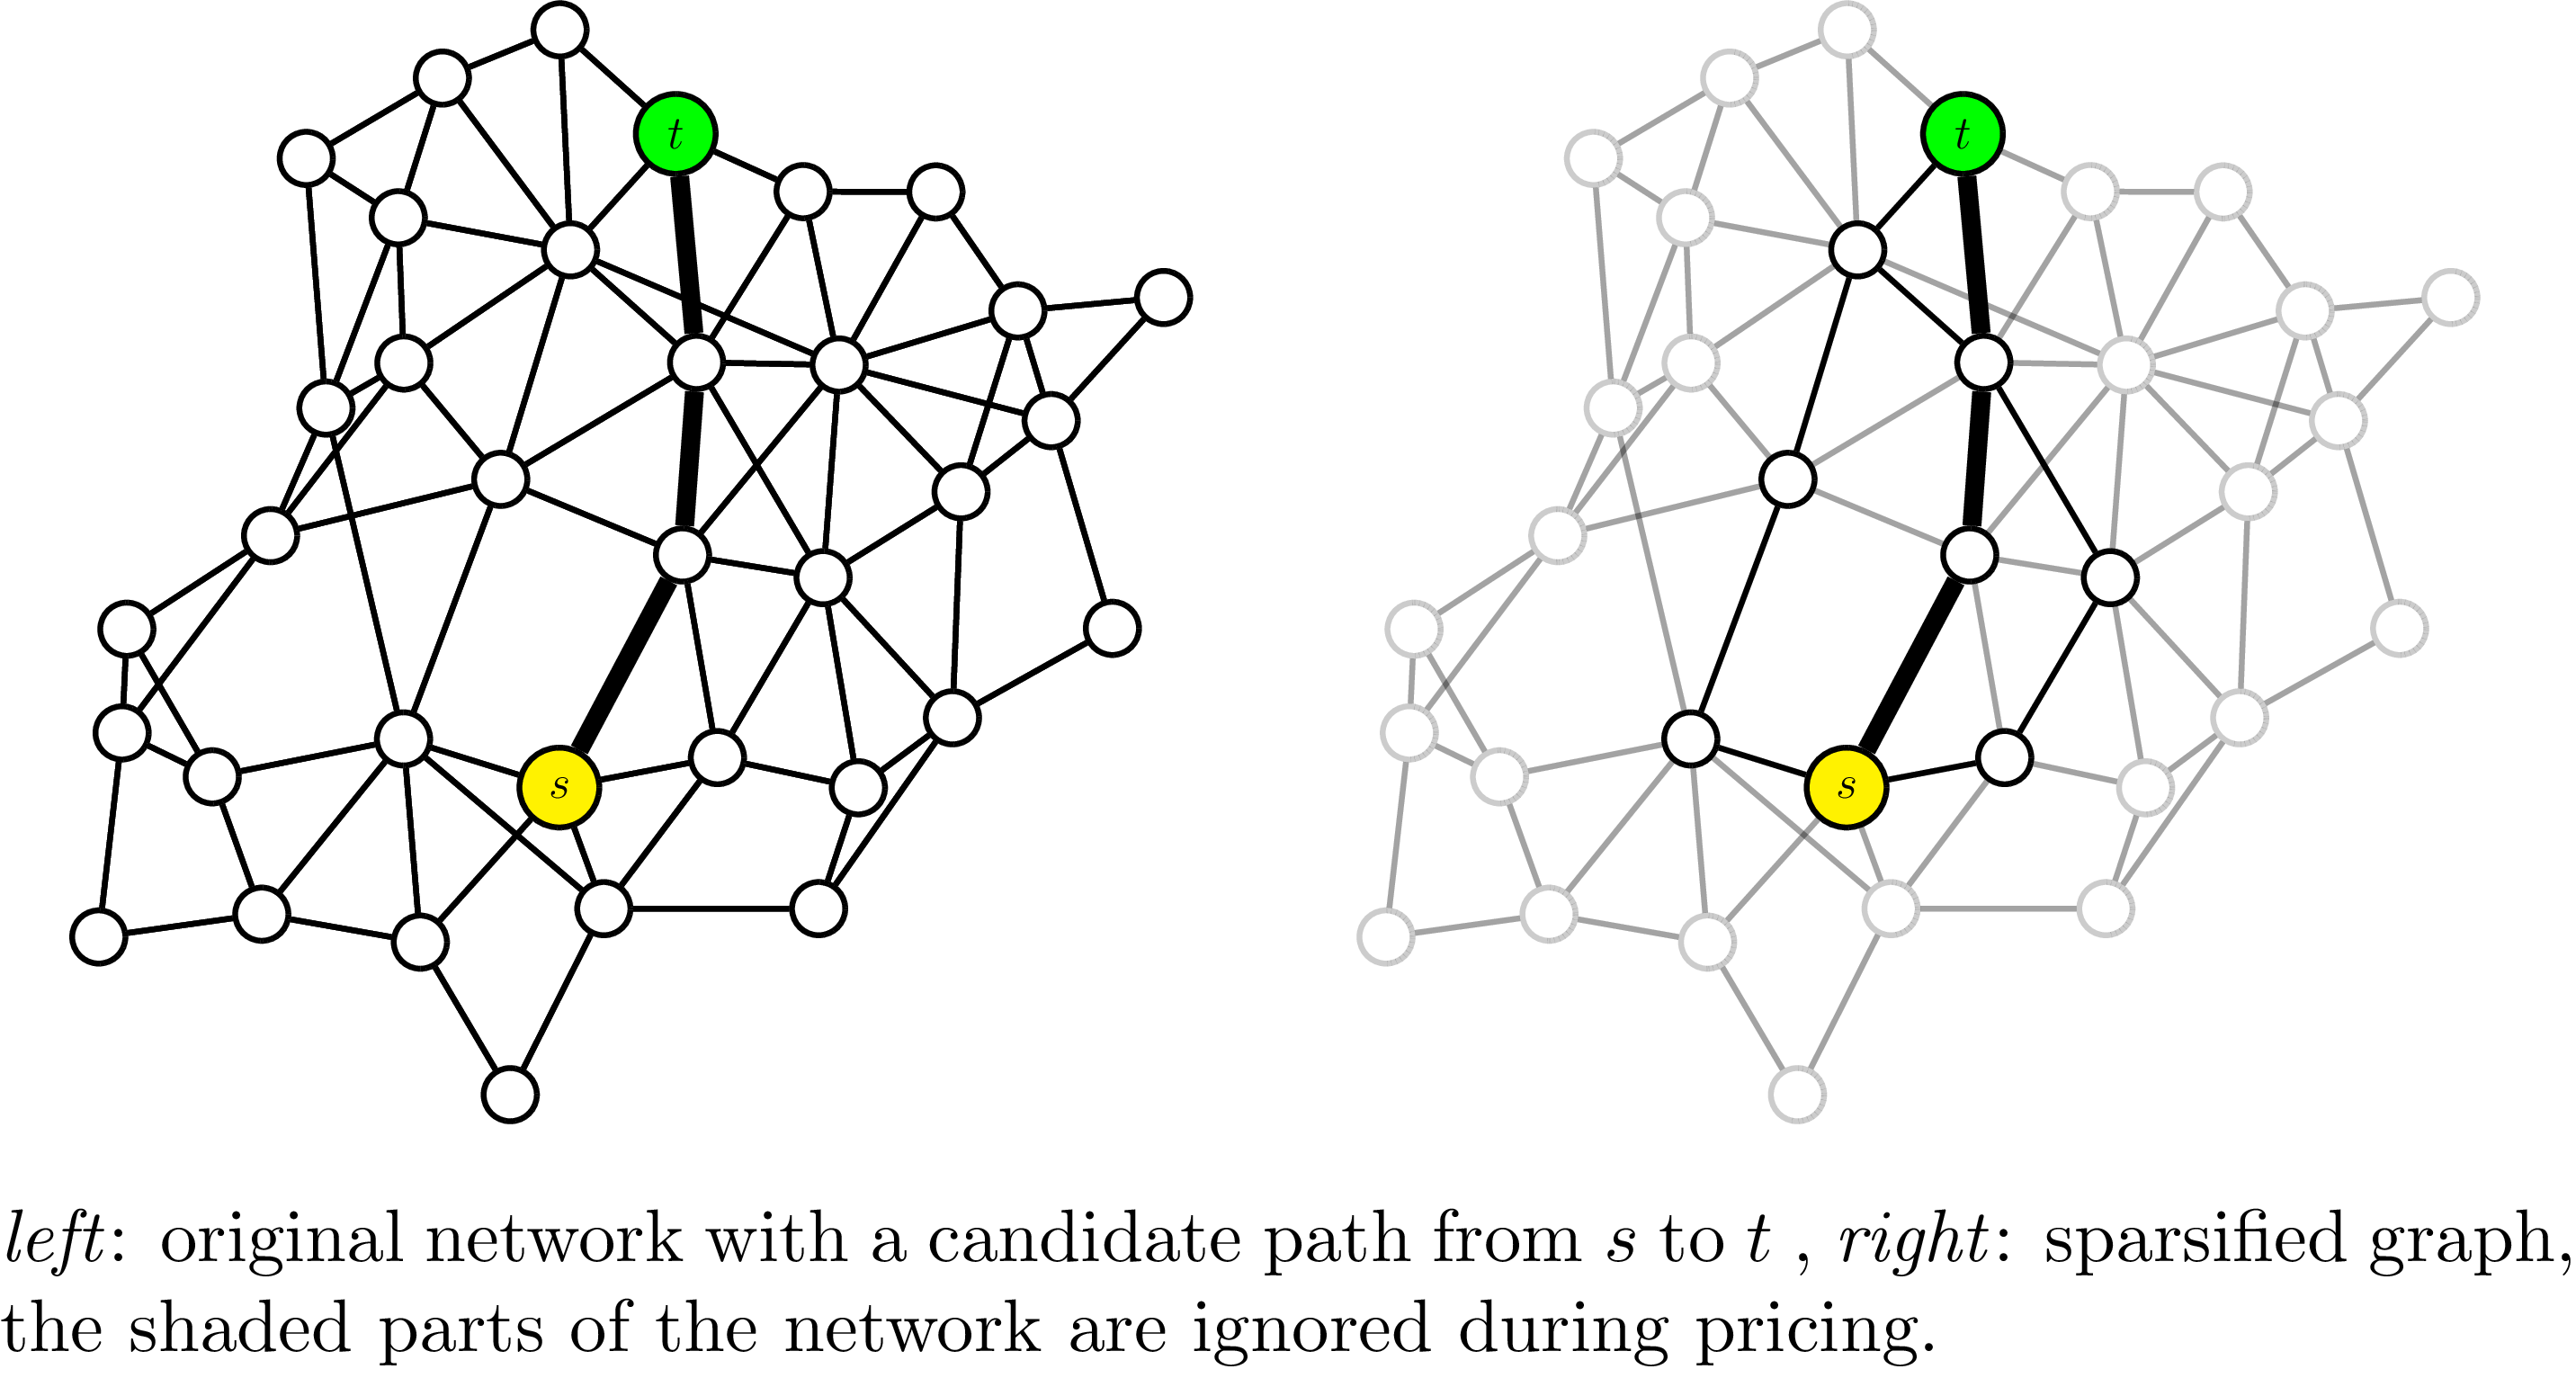 t
t
s
s
left: original network with a candidate path from s to t , right: sparsified graph,
the shaded parts of the network are ignored during pricing.